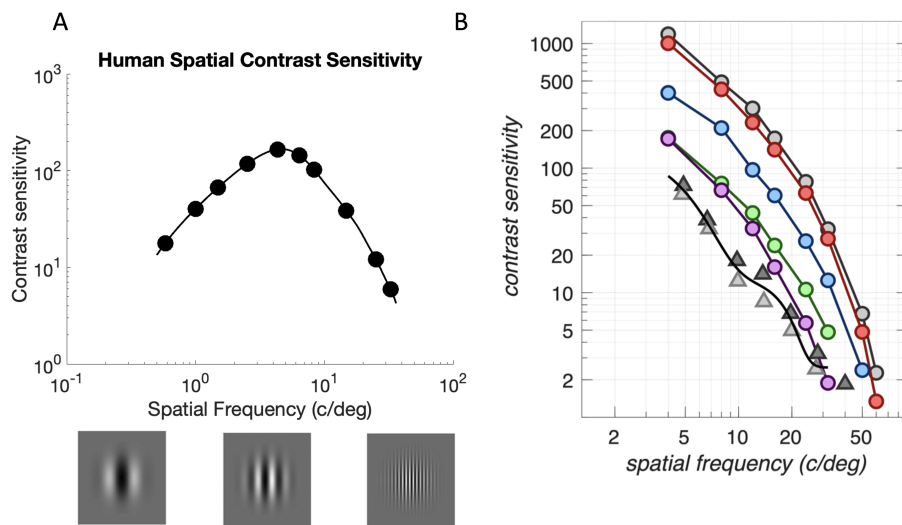 A
Human Spatial Contrast Sensitivity
10³
10²
10¹
10⁰
Contrast sensitivity
10⁻¹ 10⁰ 10¹ 10²
Spatial Frequency (c/deg)
B
1000
500
200
100
50
20
10
5
2
contrast sensitivity
2 5 10 20 50
spatial frequency (c/deg)